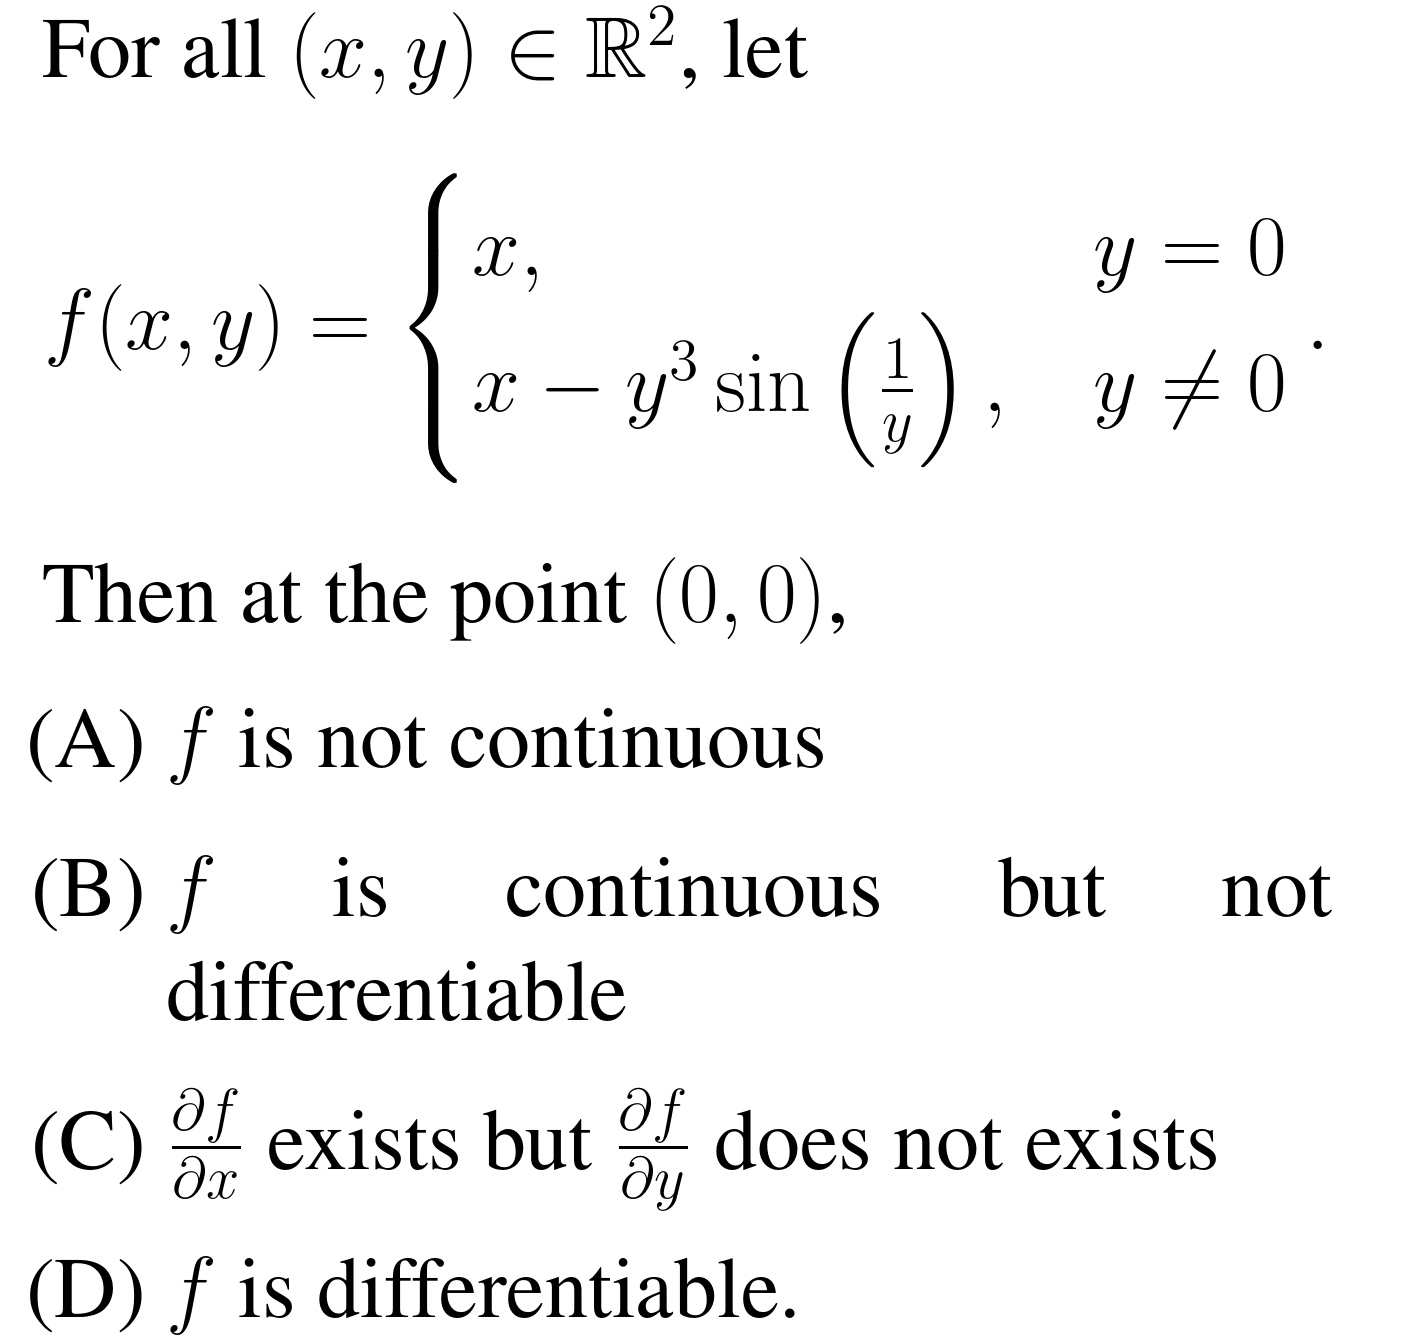 For all $(x, y) \in \mathbb{R}^2$, let
$f(x, y) = \begin{cases} x, & y = 0 \\ x - y^3 \sin\left(\frac{1}{y}\right), & y \neq 0 \end{cases}.$
Then at the point $(0, 0)$,
(A) $f$ is not continuous
(B) $f$ is continuous but not
differentiable
(C) $\frac{\partial f}{\partial x}$ exists but $\frac{\partial f}{\partial y}$ does not exists
(D) $f$ is differentiable.